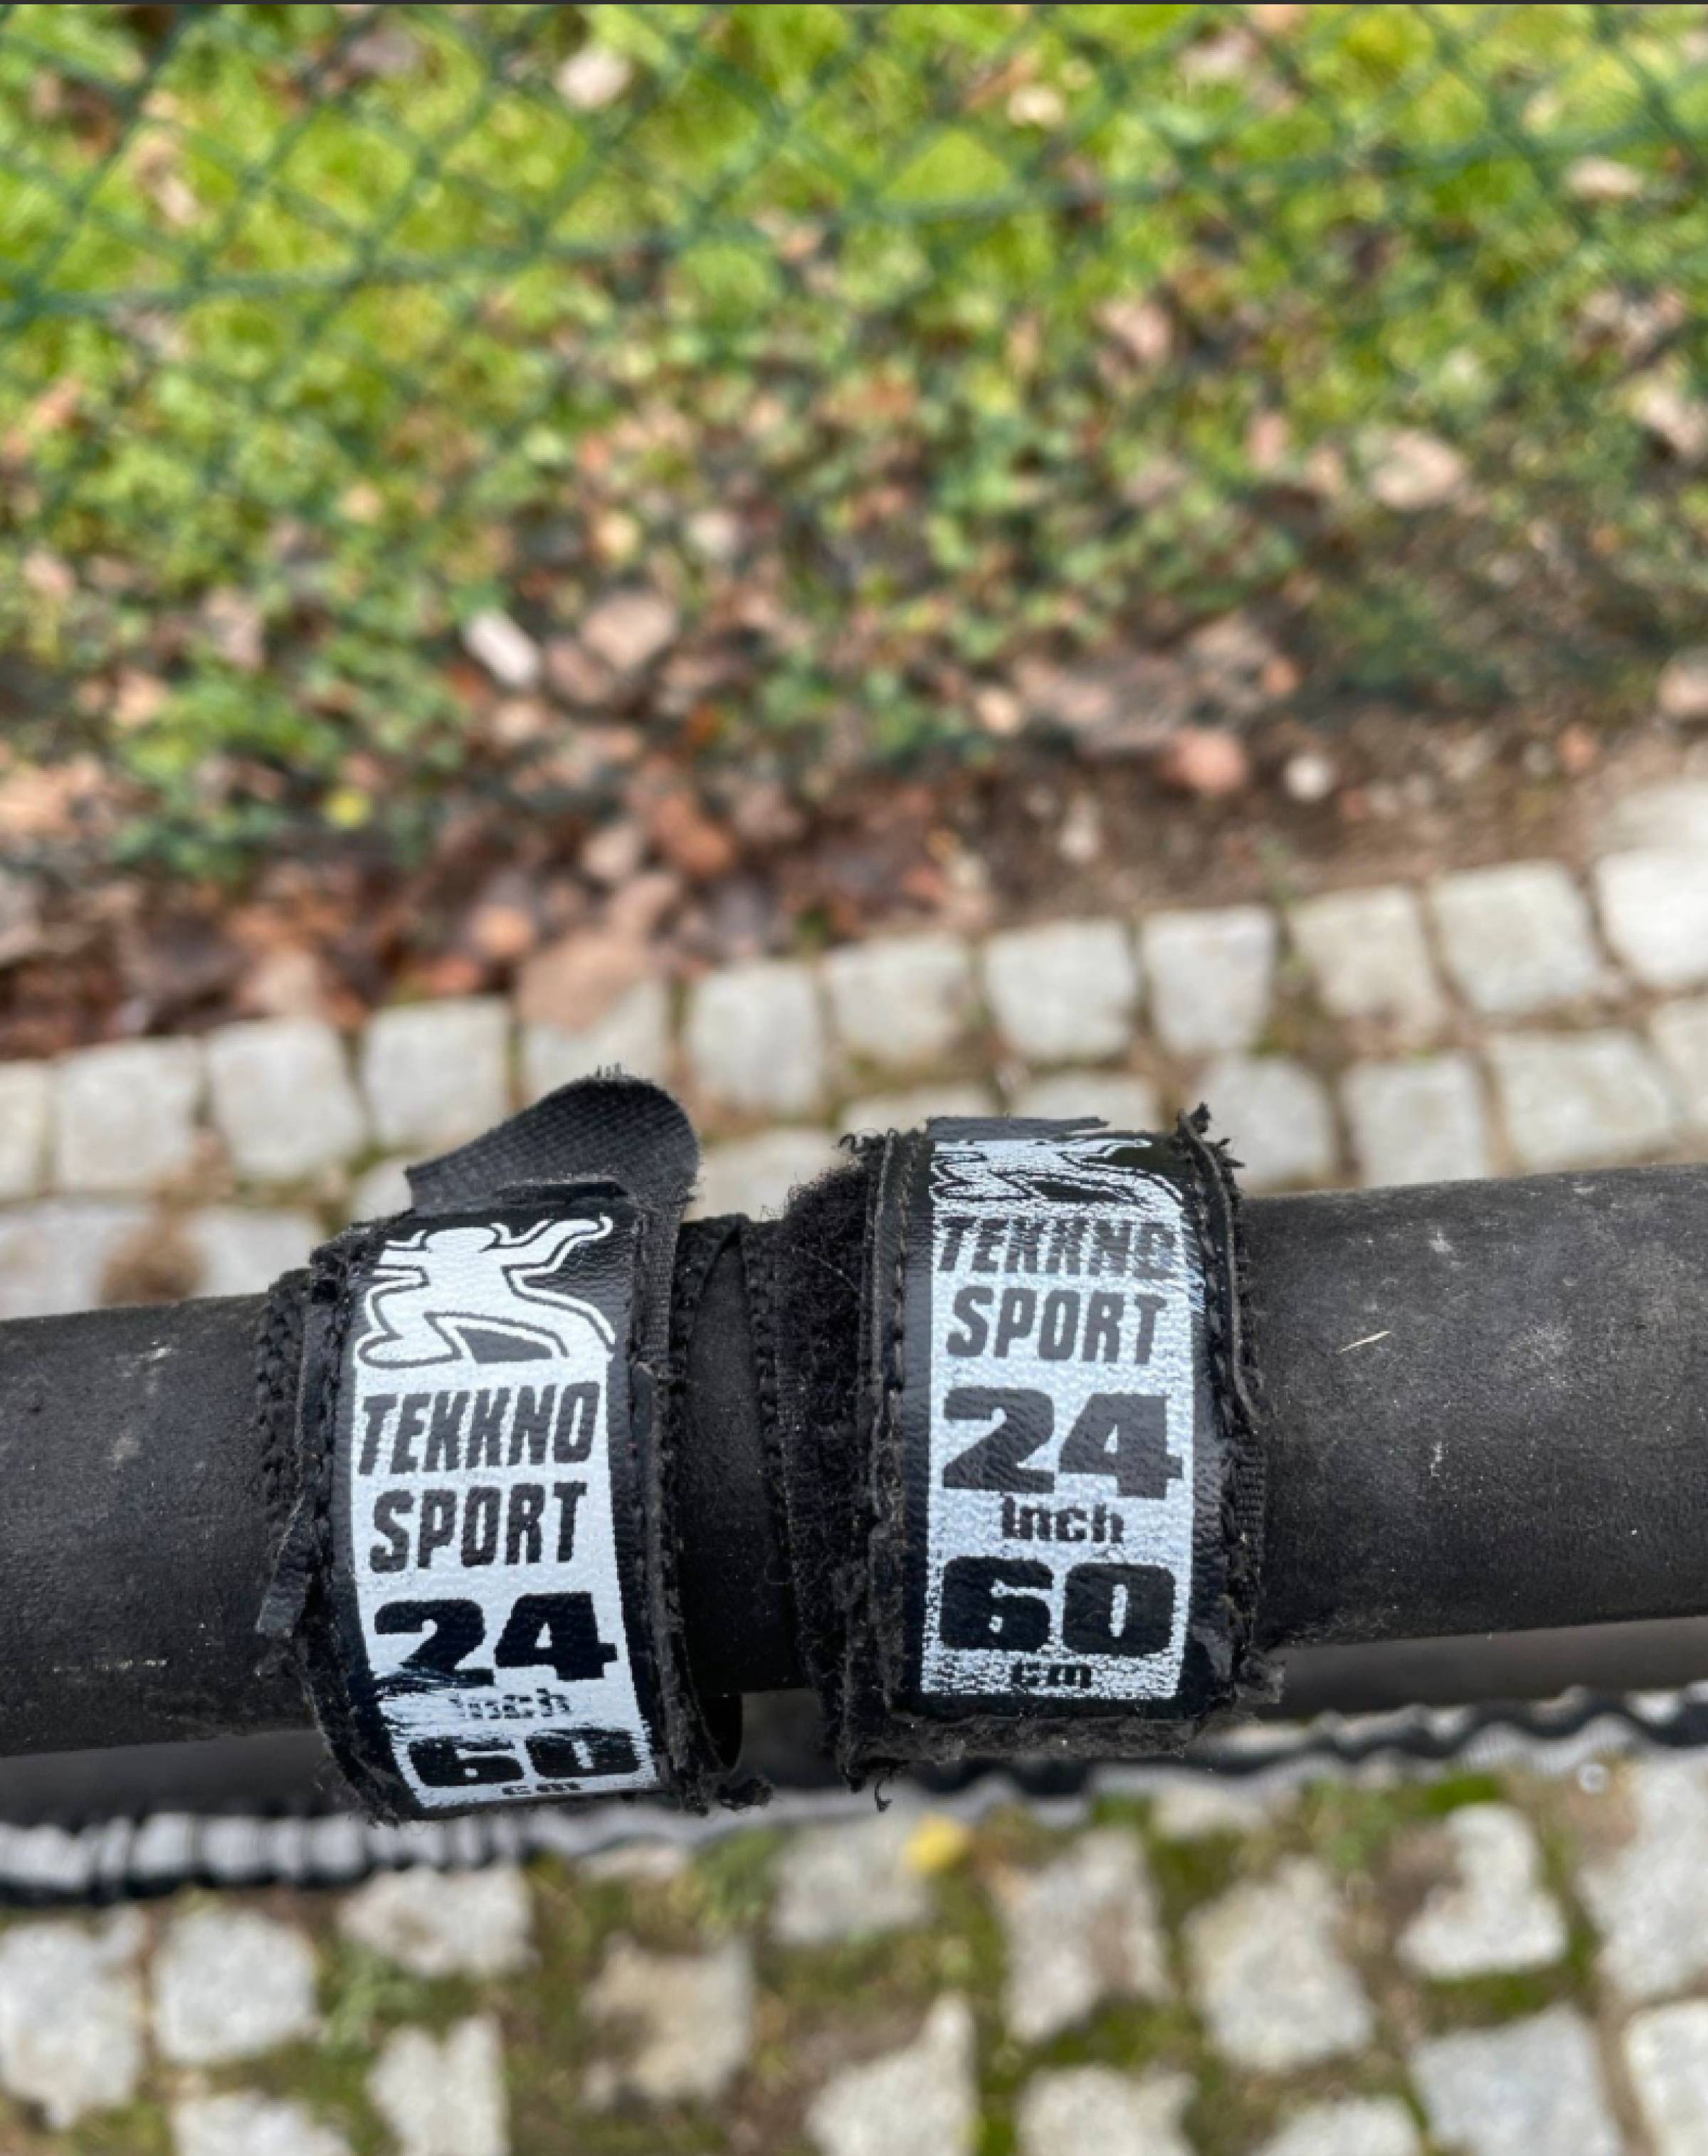 TEKKNO
SPORT
24
inch
60
cm
TEKKNO
SPORT
24
inch
60
cm